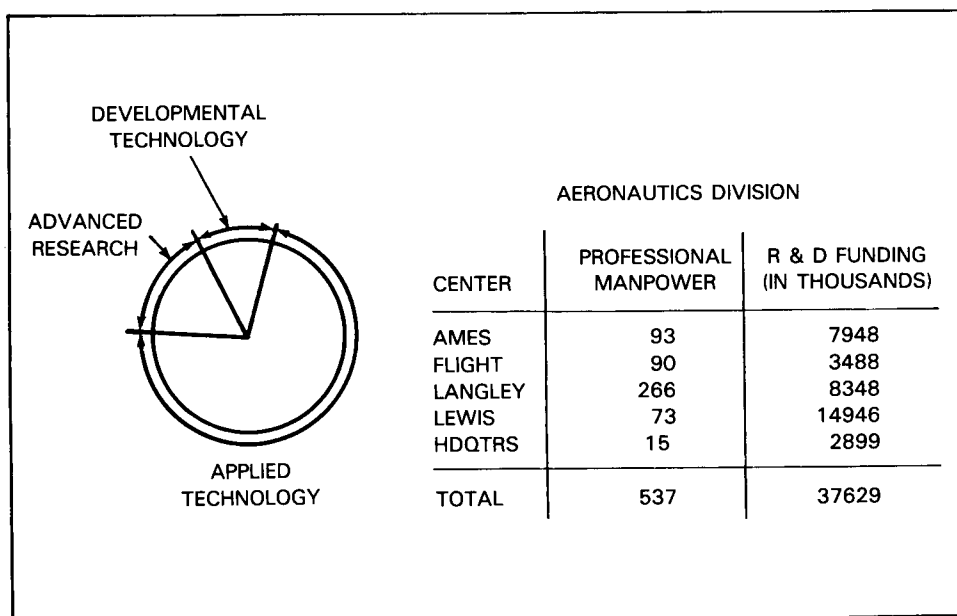 DEVELOPMENTAL
TECHNOLOGY
ADVANCED
RESEARCH
APPLIED
TECHNOLOGY
AERONAUTICS DIVISION
CENTER PROFESSIONAL MANPOWER R & D FUNDING (IN THOUSANDS)
AMES 93 7948
FLIGHT 90 3488
LANGLEY 266 8348
LEWIS 73 14946
HDQTRS 15 2899
TOTAL 537 37629